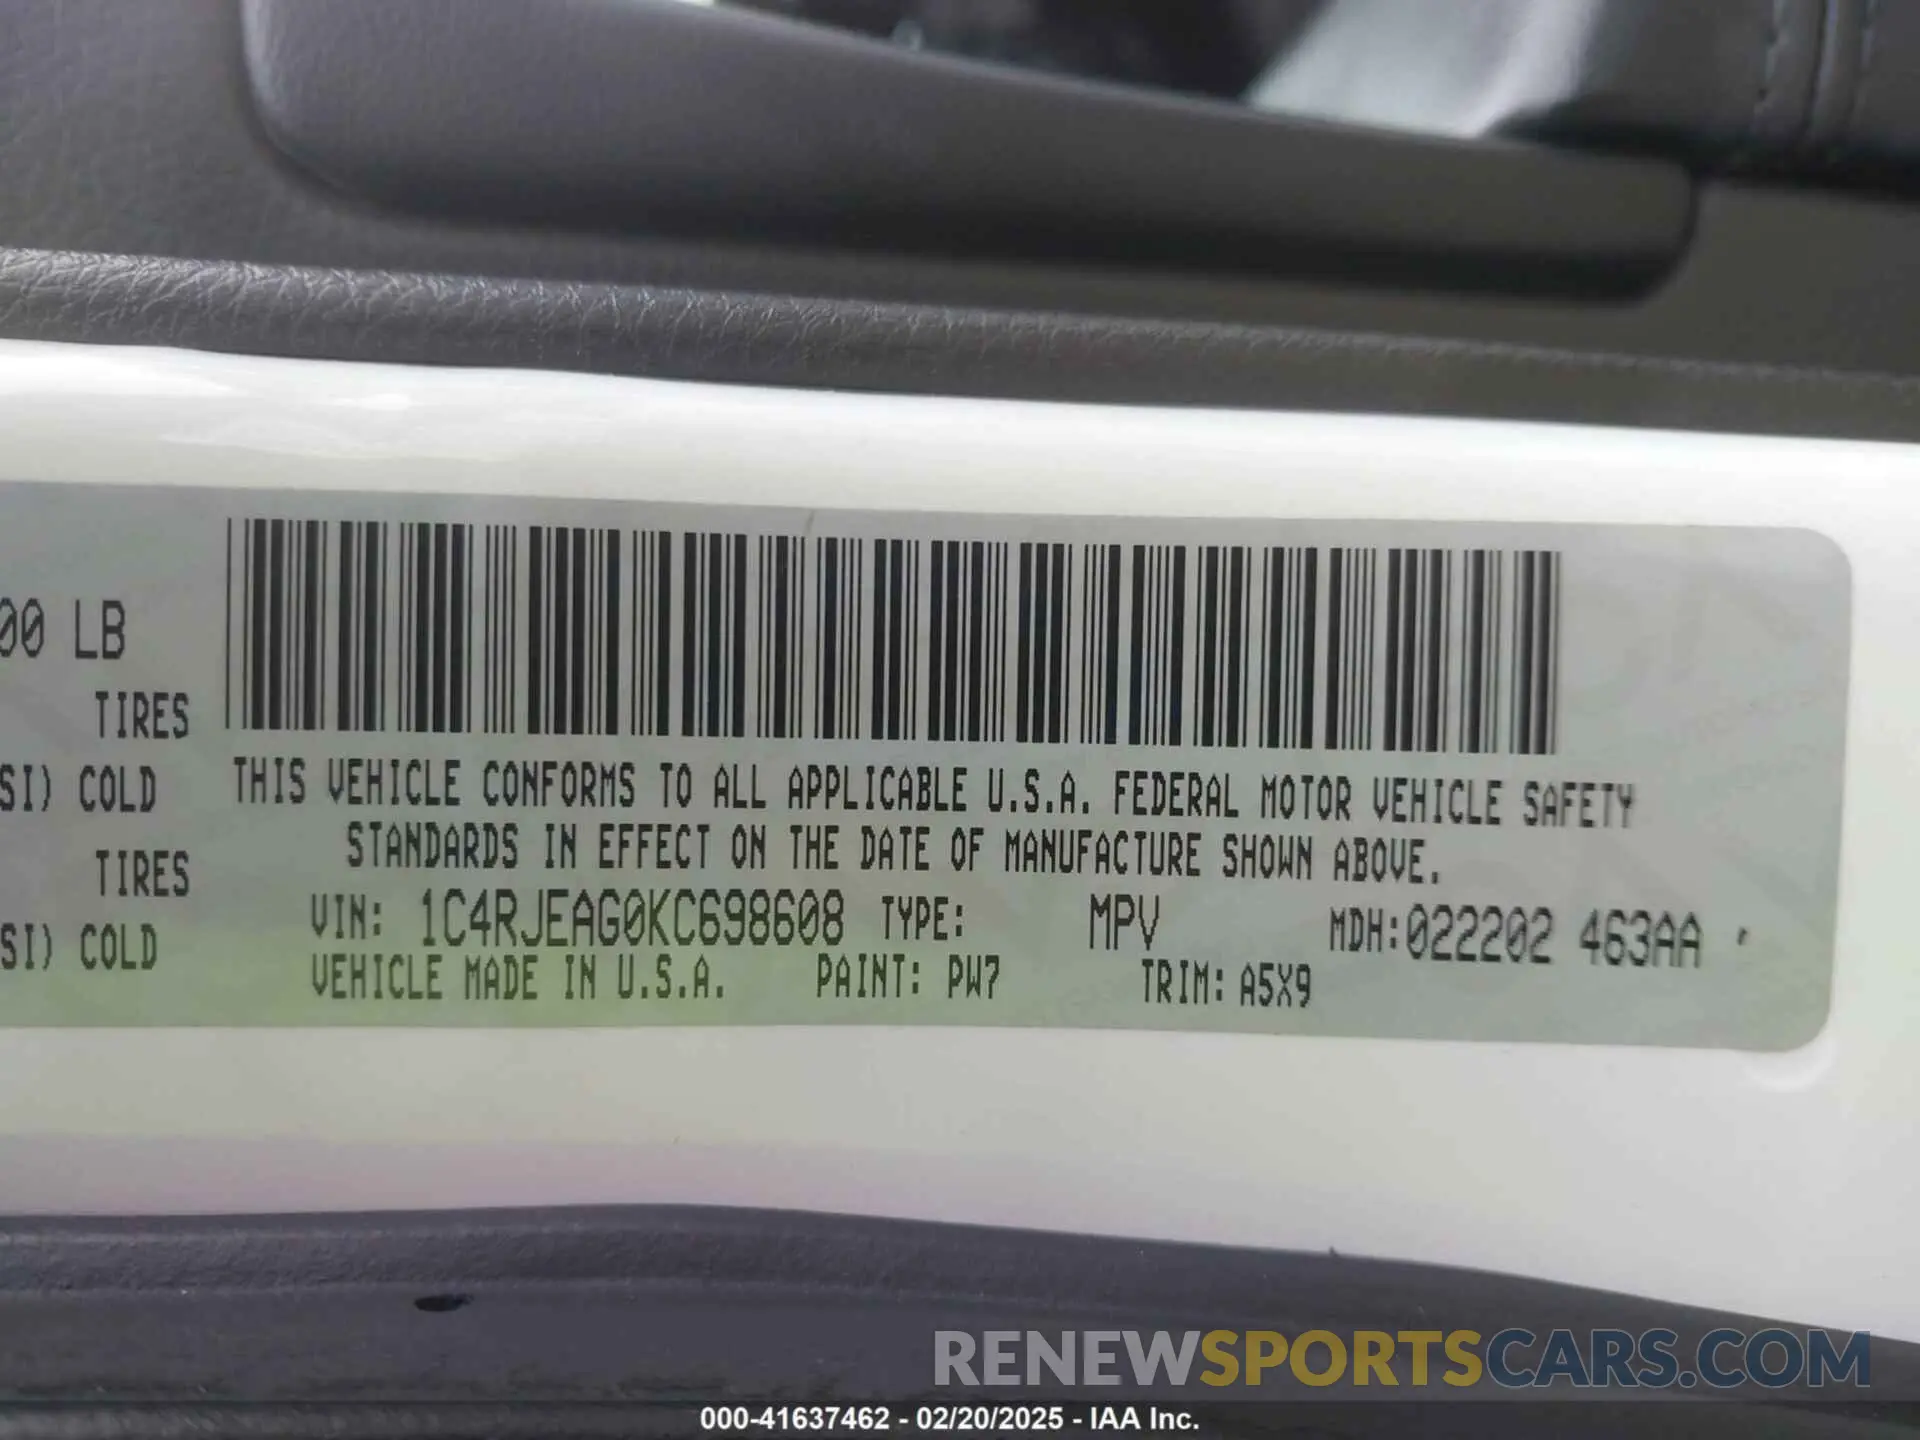 00 LB
TIRES
SI) COLD
TIRES
SI) COLD
THIS VEHICLE CONFORMS TO ALL APPLICABLE U.S.A. FEDERAL MOTOR VEHICLE SAFETY
STANDARDS IN EFFECT ON THE DATE OF MANUFACTURE SHOWN ABOVE.
VIN: 1C4RJEAG0KC698608 TYPE: MPV MDH:022202 463AA
VEHICLE MADE IN U.S.A. PAINT: PW7 TRIM: A5X9
RENEWSPORTSCARS.COM
000-41637462 - 02/20/2025 - IAA Inc.